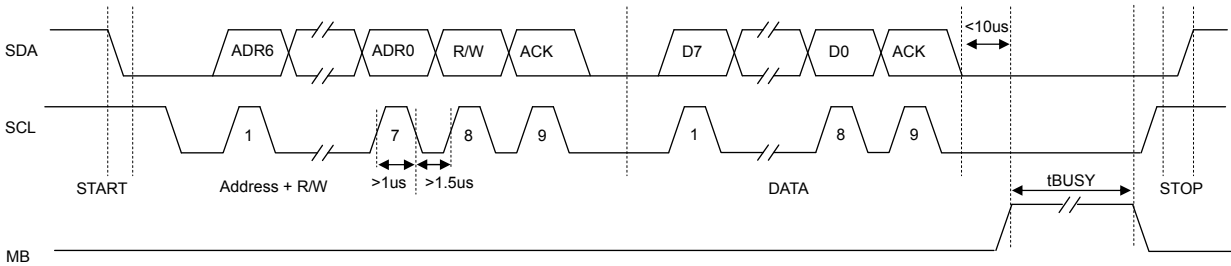 SDA ADR6 ADR0 R/W ACK D7 D0 ACK <10us
SCL 1 7 8 9 1 8 9
>1us >1.5us
START Address + R/W DATA tBUSY STOP
MB